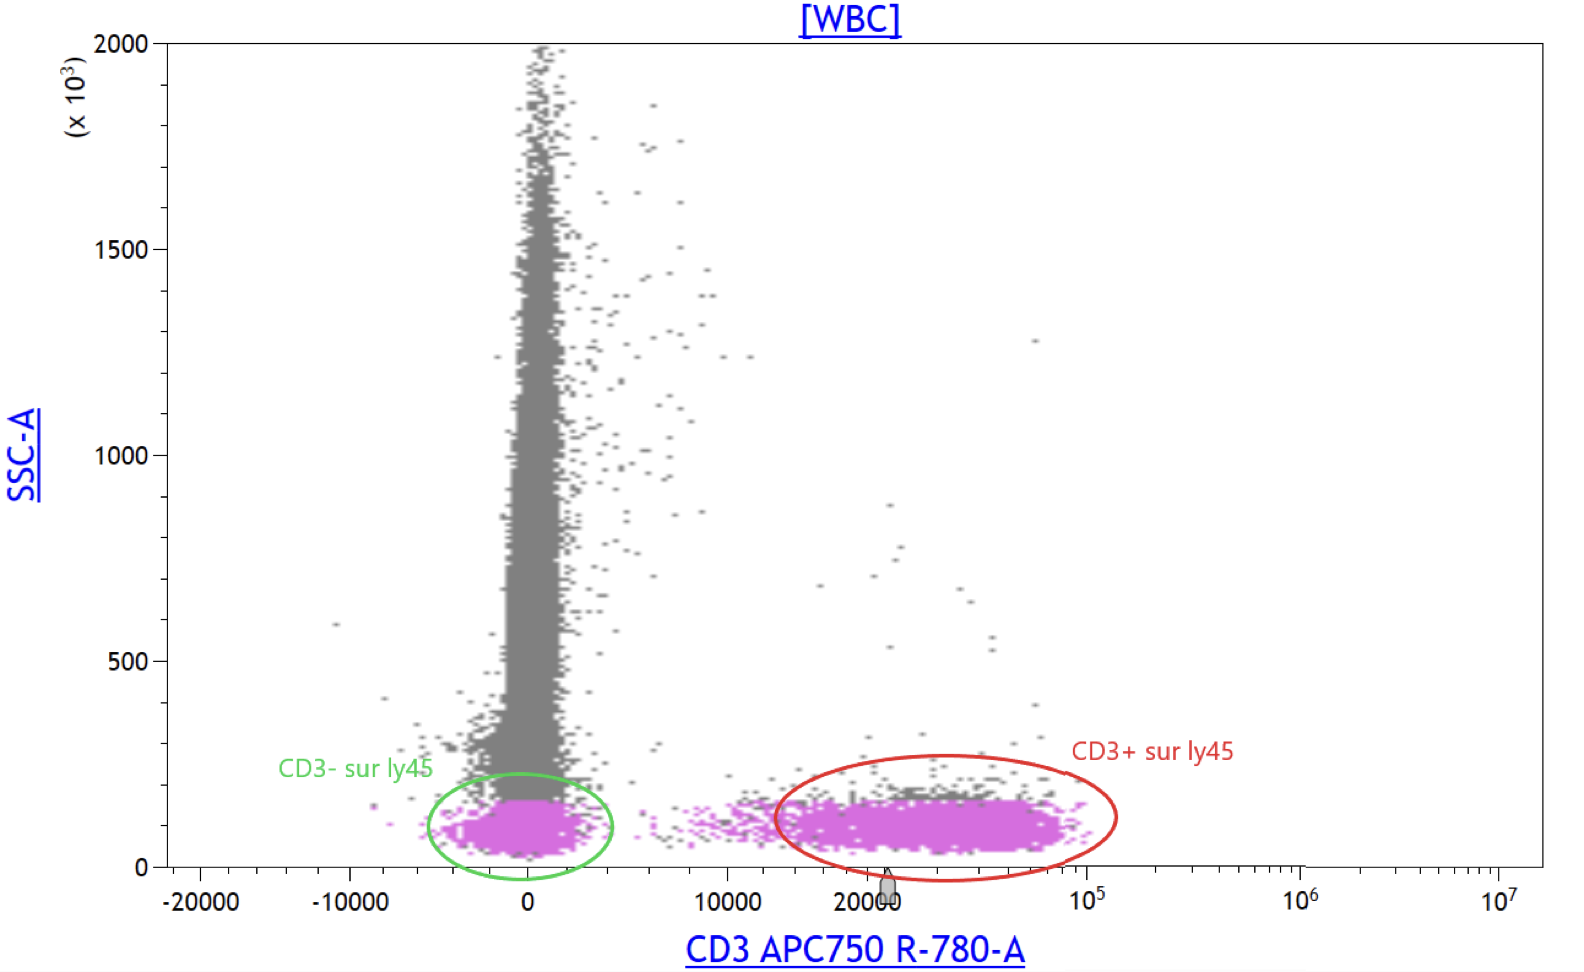 [WBC]
2000
(x 10³)
1500
1000
500
0
SSC-A
CD3- sur ly45
CD3+ sur ly45
-20000 -10000 0 10000 20000 10⁵ 10⁶ 10⁷
CD3 APC750 R-780-A